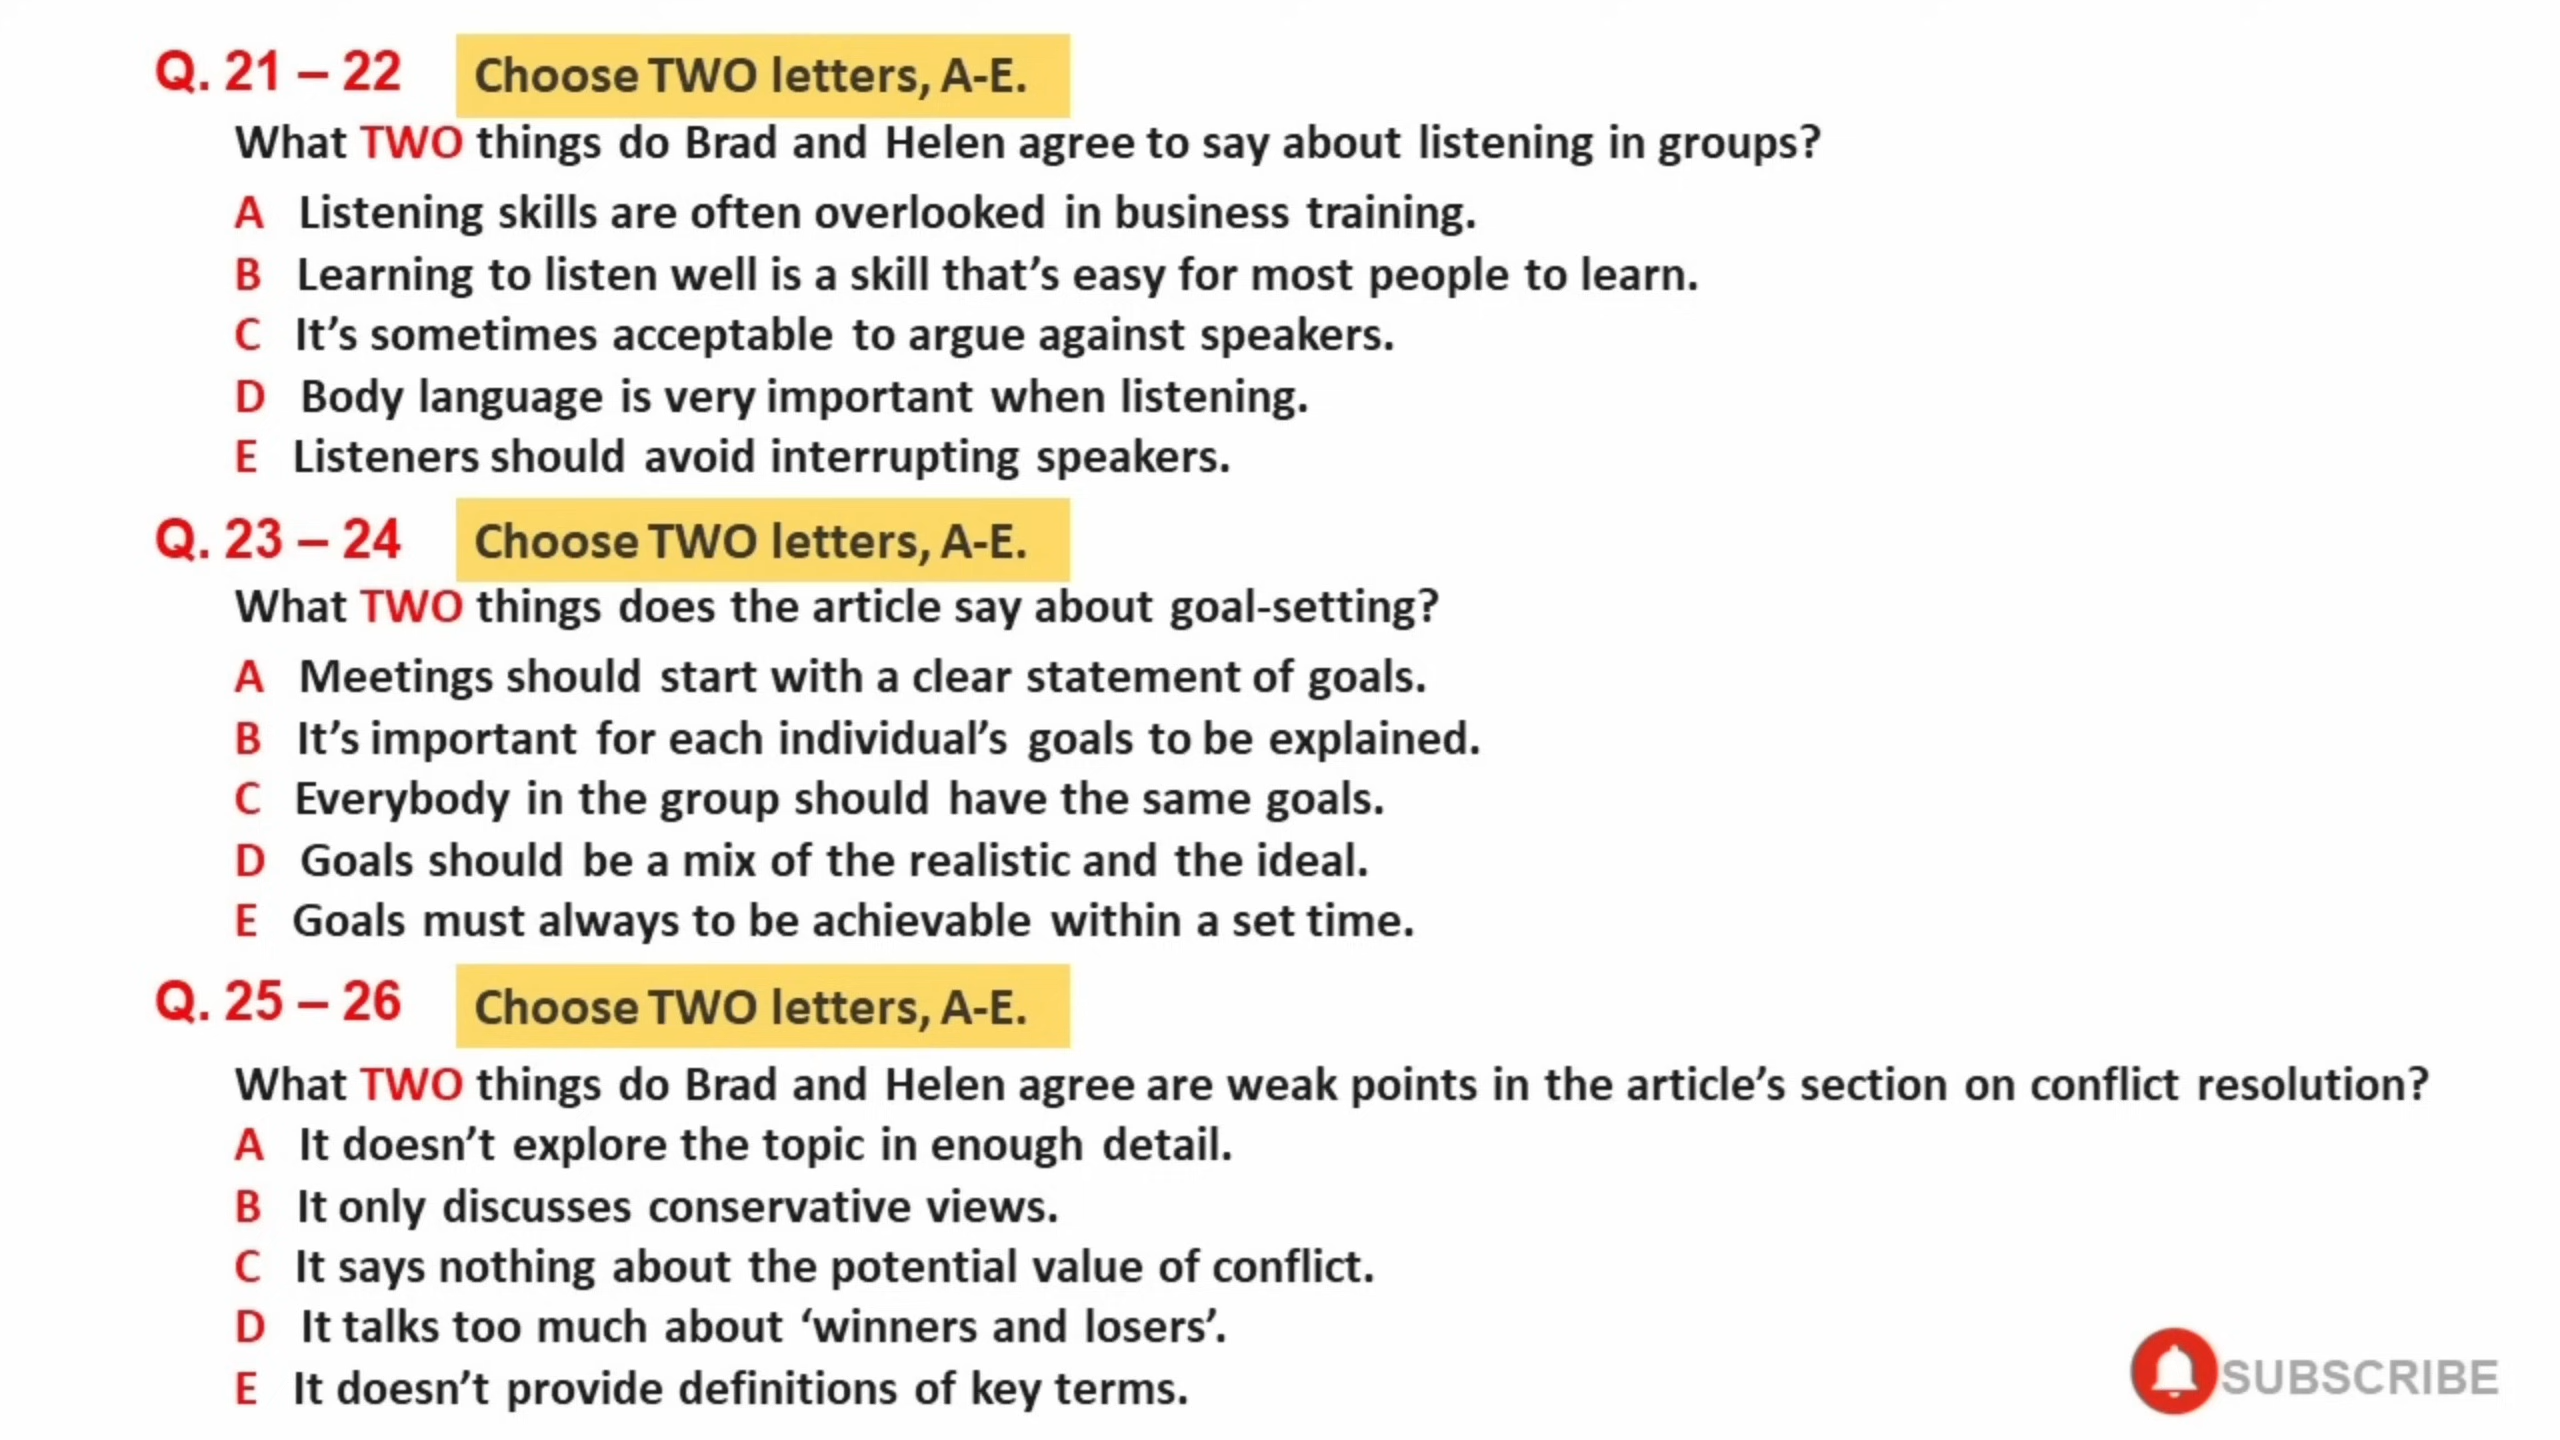 Q. 21 – 22 Choose TWO letters, A-E.
What TWO things do Brad and Helen agree to say about listening in groups?
A Listening skills are often overlooked in business training.
B Learning to listen well is a skill that’s easy for most people to learn.
C It’s sometimes acceptable to argue against speakers.
D Body language is very important when listening.
E Listeners should avoid interrupting speakers.
Q. 23 – 24 Choose TWO letters, A-E.
What TWO things does the article say about goal-setting?
A Meetings should start with a clear statement of goals.
B It’s important for each individual’s goals to be explained.
C Everybody in the group should have the same goals.
D Goals should be a mix of the realistic and the ideal.
E Goals must always to be achievable within a set time.
Q. 25 – 26 Choose TWO letters, A-E.
What TWO things do Brad and Helen agree are weak points in the article’s section on conflict resolution?
A It doesn’t explore the topic in enough detail.
B It only discusses conservative views.
C It says nothing about the potential value of conflict.
D It talks too much about ‘winners and losers’.
E It doesn’t provide definitions of key terms.
SUBSCRIBE